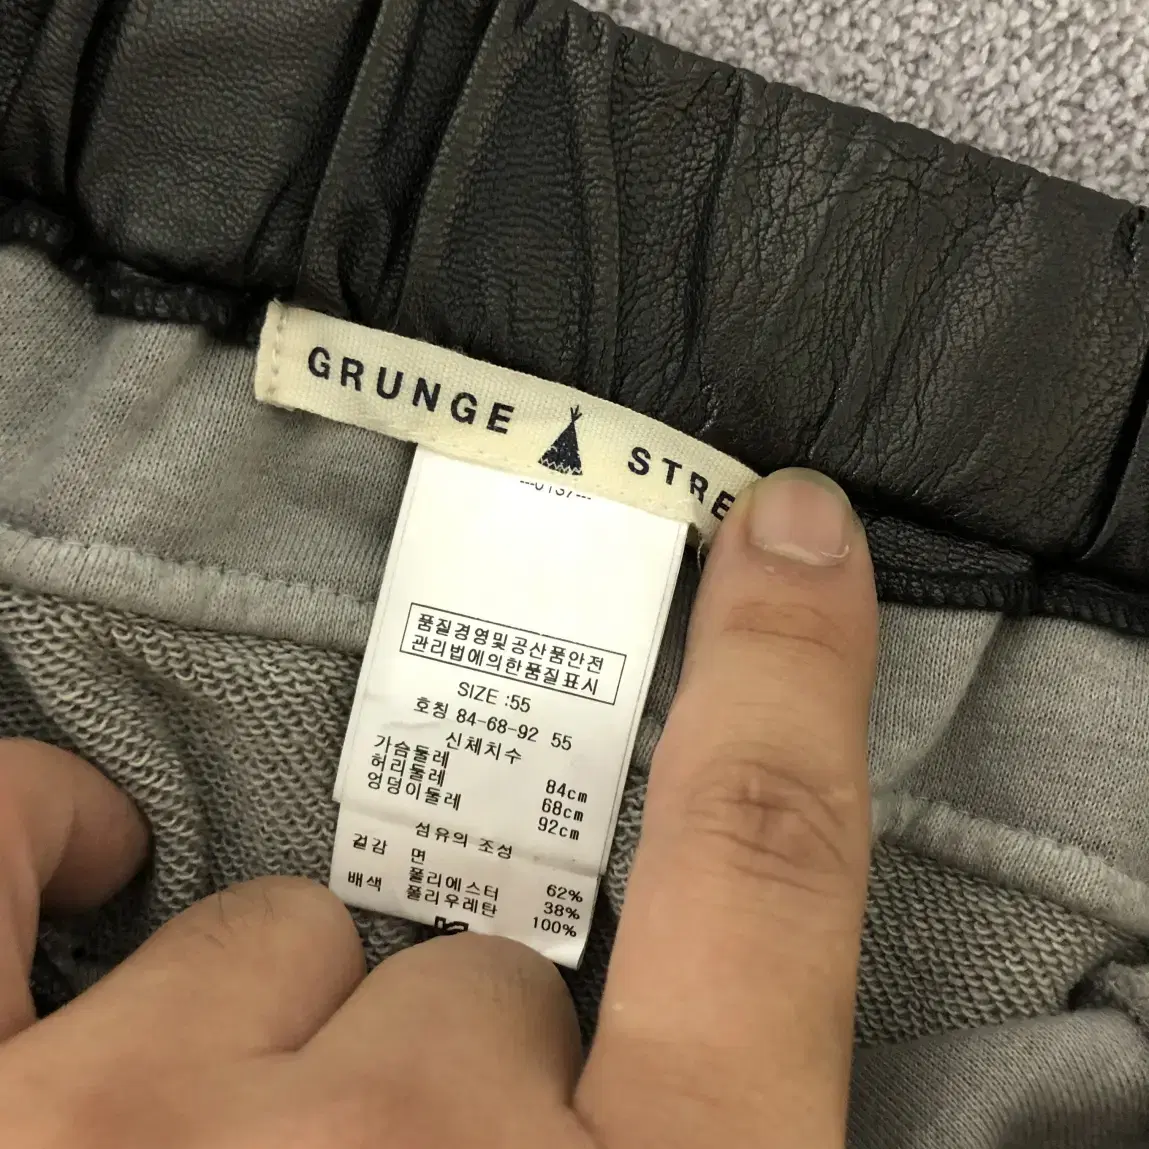 GRUNGE STRE
품질경영및공산품안전
관리법에의한품질표시
SIZE :55
호칭 84-68-92 55
신체치수
가슴둘레 84cm
허리둘레 68cm
엉덩이둘레 92cm
섬유의 조성
겉감 면 62%
폴리에스터 38%
배색 폴리우레탄 100%